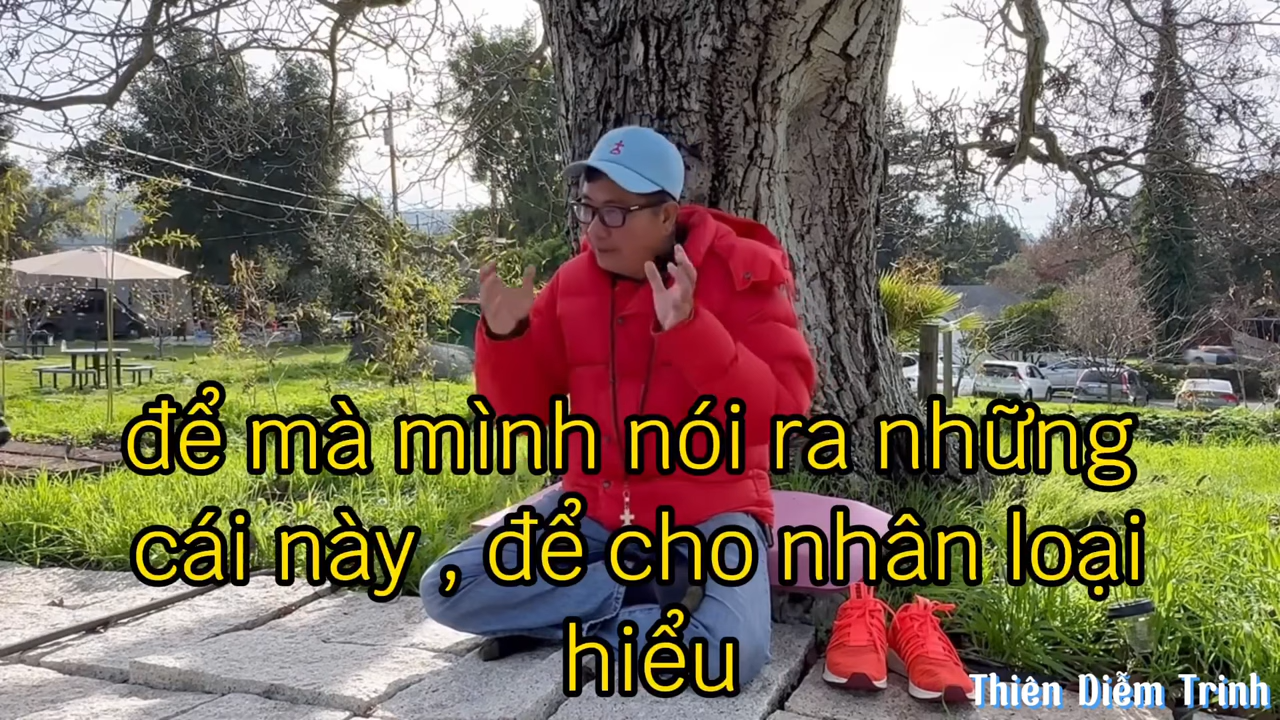 để mà mình nói ra những
cái này , để cho nhân loại
hiểu
Thiên Diễm Trinh